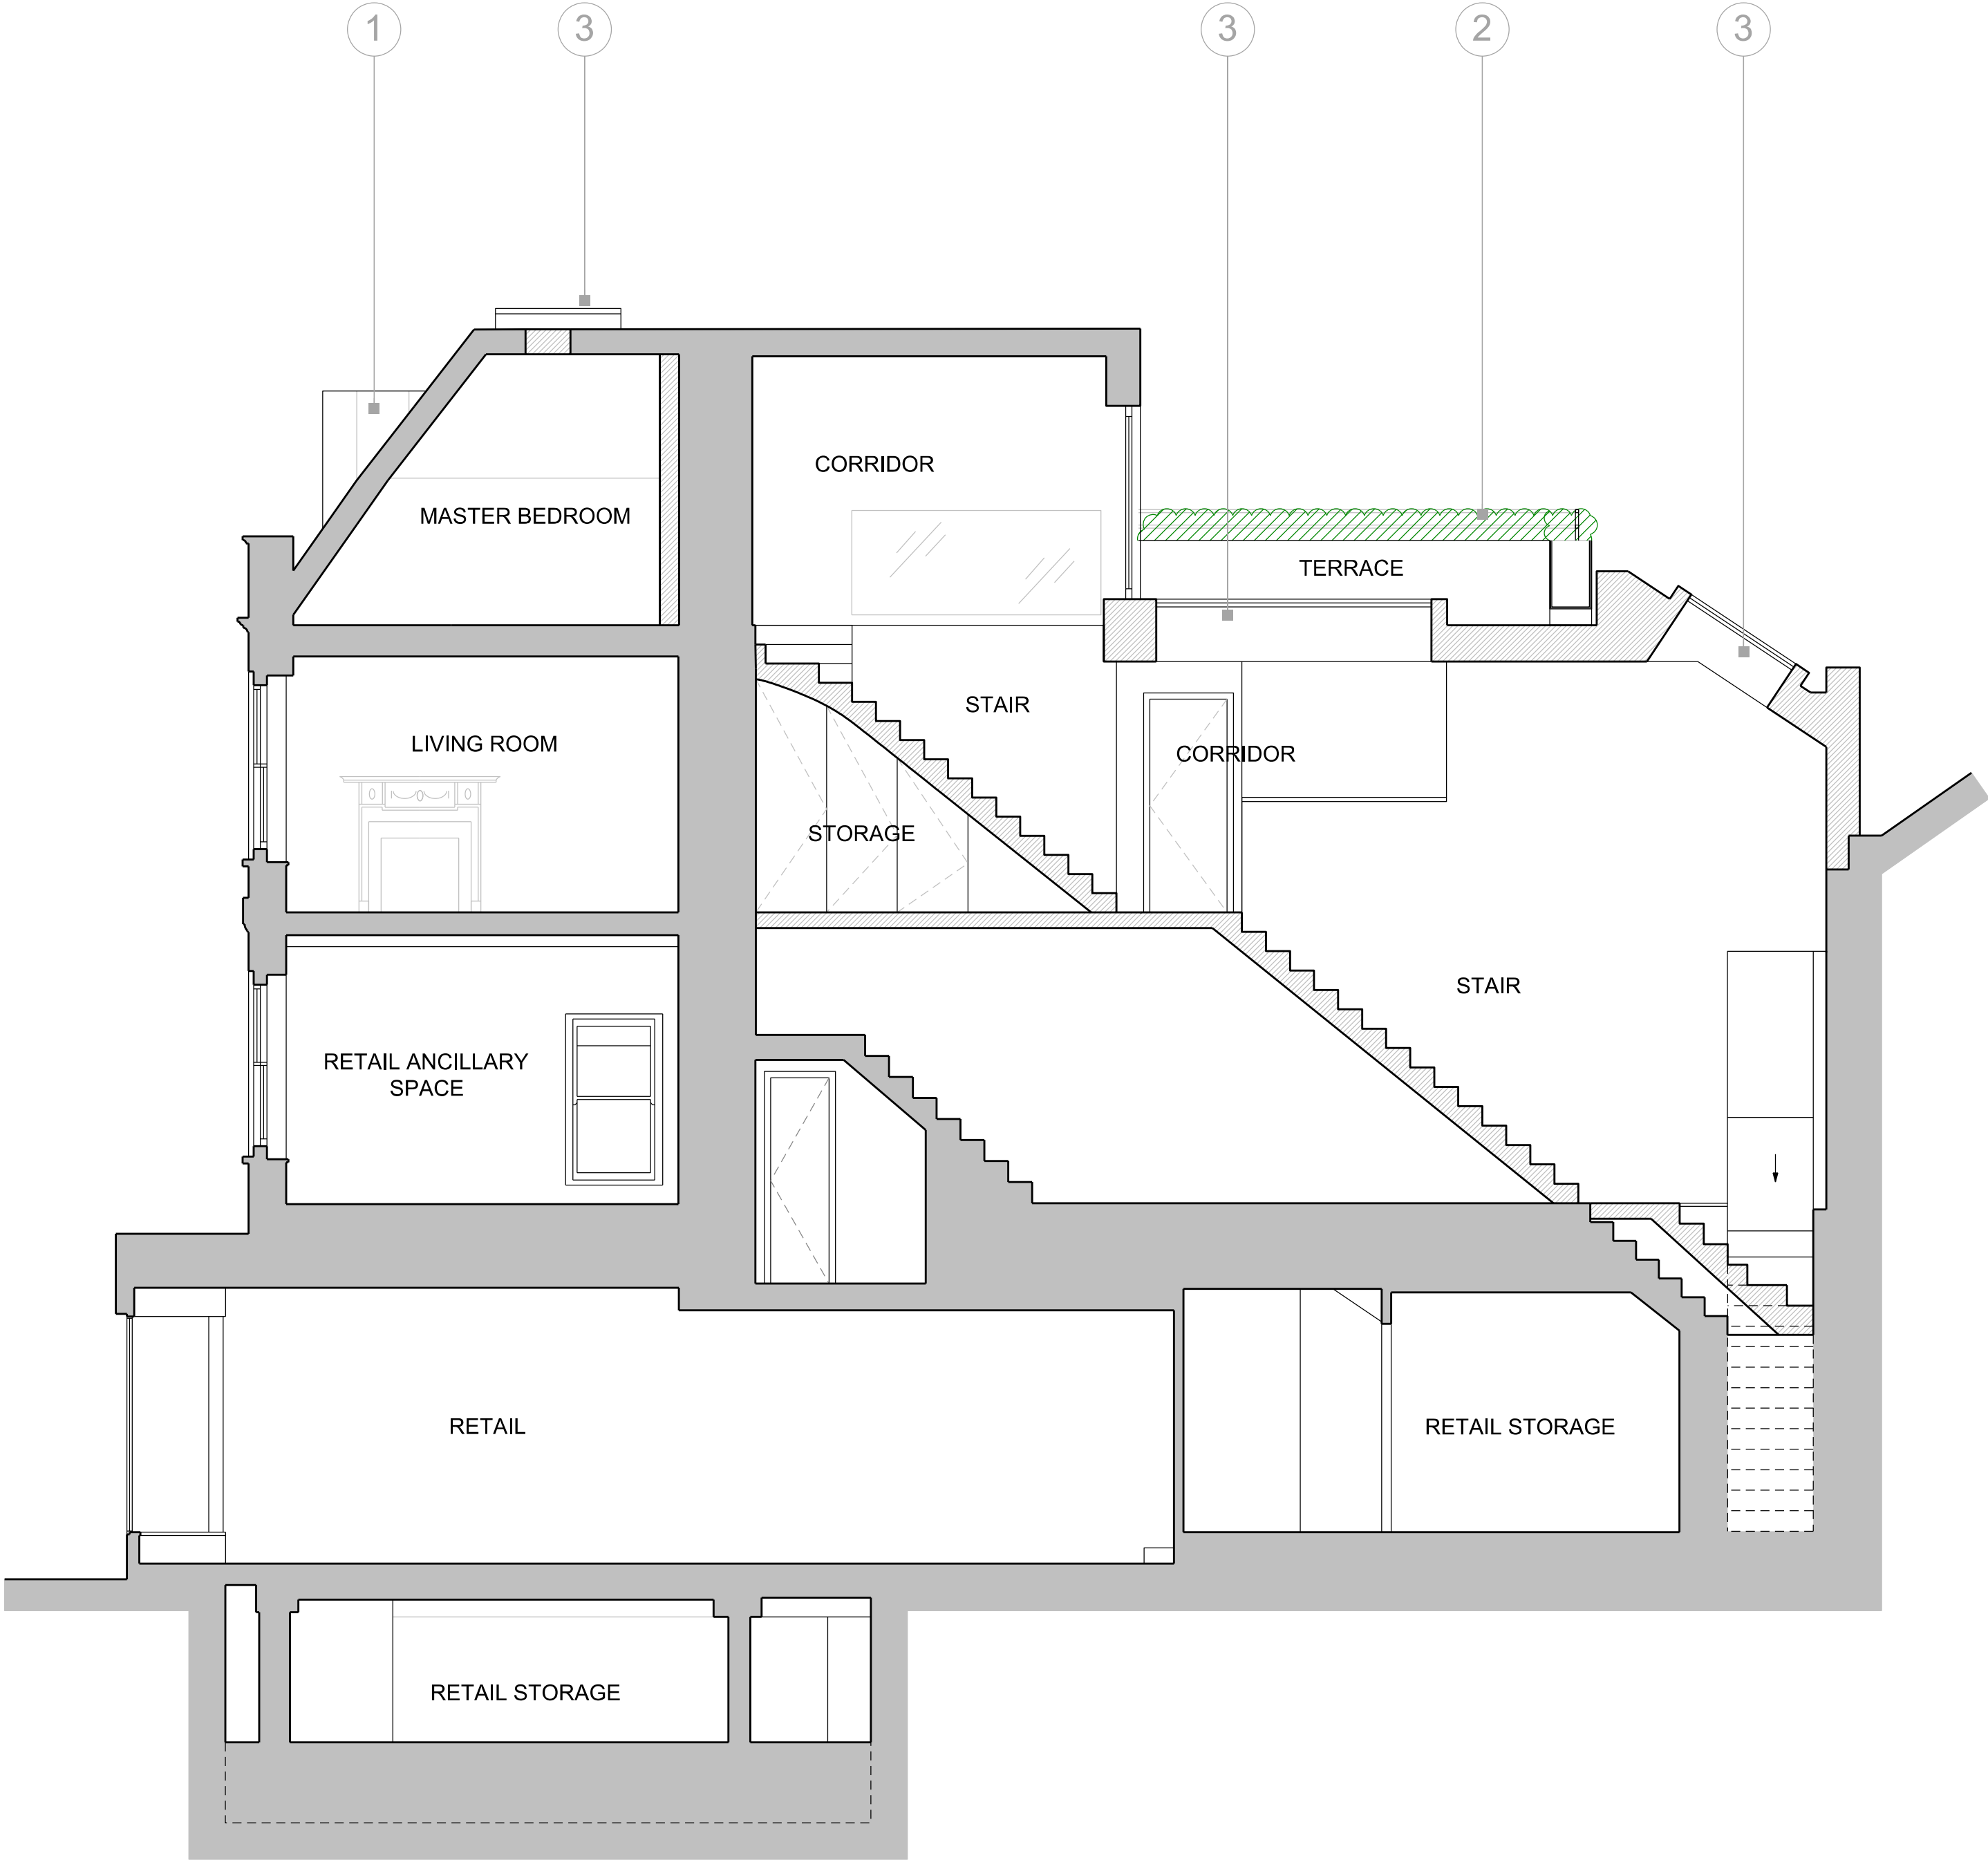 1
3
3
2
3
CORRIDOR
MASTER BEDROOM
TERRACE
STAIR
LIVING ROOM
CORRIDOR
STORAGE
STAIR
RETAIL ANCILLARY
SPACE
RETAIL
RETAIL STORAGE
RETAIL STORAGE